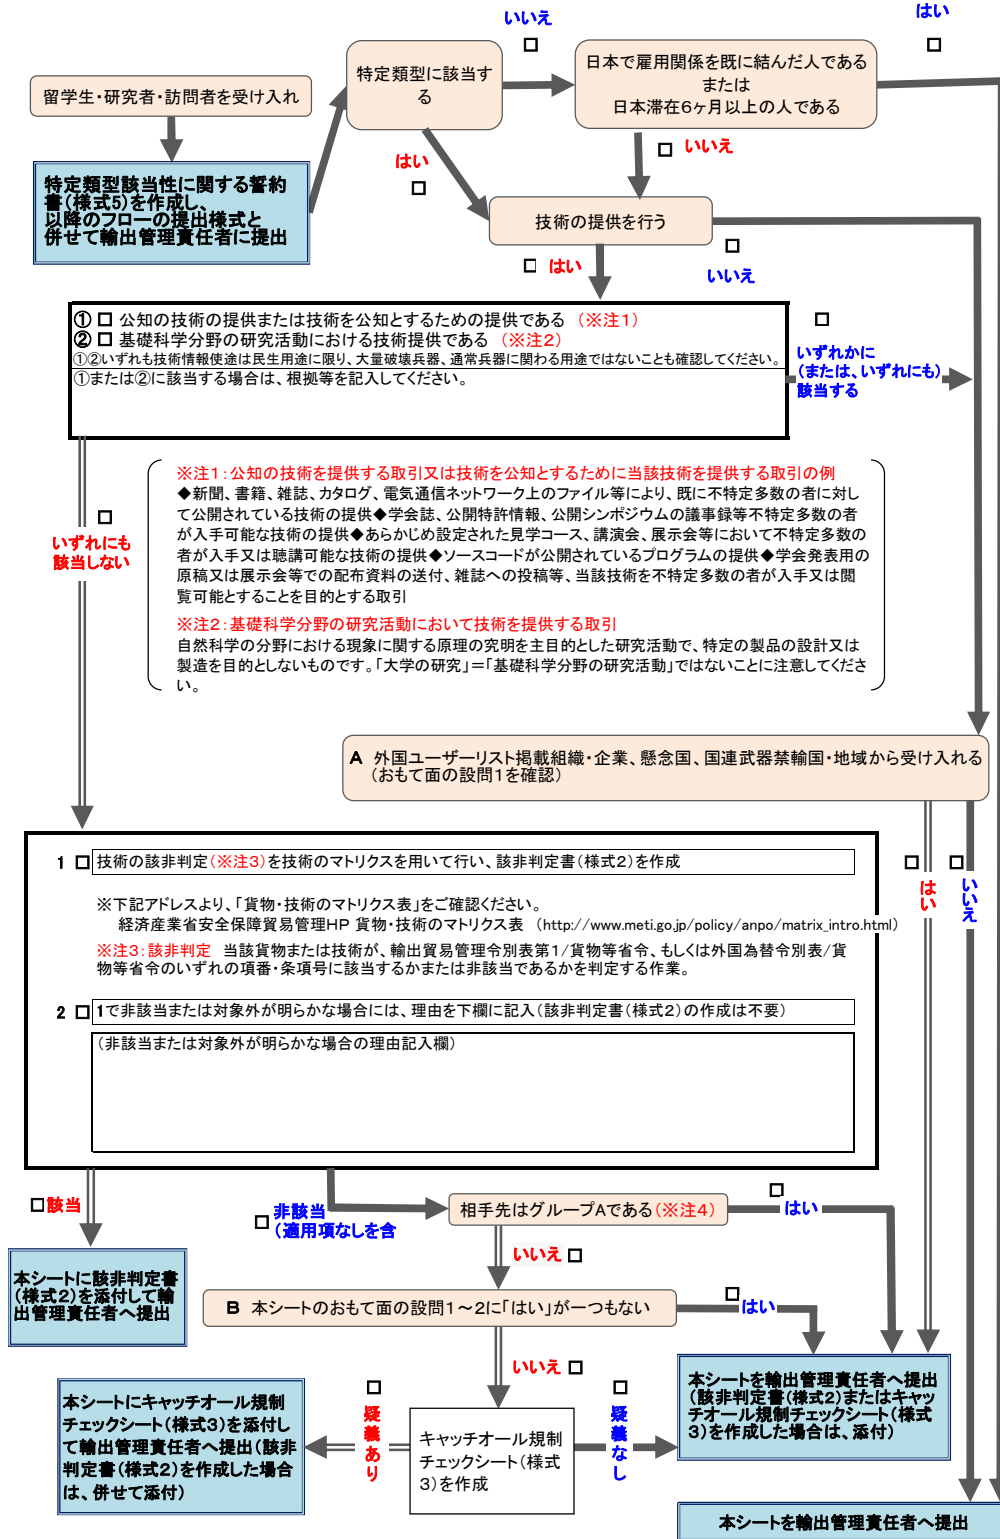 いいえ
□
はい
□
留学生・研究者・訪問者を受け入れ
特定類型に該当す
る
日本で雇用関係を既に結んだ人である
または
日本滞在6ヶ月以上の人である
特定類型該当性に関する誓約
書(様式5)を作成し、
以降のフローの提出様式と
併せて輸出管理責任者に提出
はい
□
□ いいえ
技術の提供を行う
□ はい
□
いいえ
① □ 公知の技術の提供または技術を公知とするための提供である (※注1)
② □ 基礎科学分野の研究活動における技術提供である (※注2)
①②いずれも技術情報使途は民生用途に限り、大量破壊兵器、通常兵器に関わる用途ではないことも確認してください。
①または②に該当する場合は、根拠等を記入してください。
□
いずれかに
(または、いずれにも)
該当する
□
いずれにも
該当しない
※注1:公知の技術を提供する取引又は技術を公知とするために当該技術を提供する取引の例
◆新聞、書籍、雑誌、カタログ、電気通信ネットワーク上のファイル等により、既に不特定多数の者に対し
て公開されている技術の提供◆学会誌、公開特許情報、公開シンポジウムの議事録等不特定多数の者
が入手可能な技術の提供◆あらかじめ設定された見学コース、講演会、展示会等において不特定多数の
者が入手又は聴講可能な技術の提供◆ソースコードが公開されているプログラムの提供◆学会発表用の
原稿又は展示会等での配布資料の送付、雑誌への投稿等、当該技術を不特定多数の者が入手又は閲
覧可能とすることを目的とする取引
※注2:基礎科学分野の研究活動において技術を提供する取引
自然科学の分野における現象に関する原理の究明を主目的とした研究活動で、特定の製品の設計又は
製造を目的としないものです。「大学の研究」=「基礎科学分野の研究活動」ではないことに注意してくださ
い。
A 外国ユーザーリスト掲載組織・企業、懸念国、国連武器禁輸国・地域から受け入れる
(おもて面の設問1を確認)
1 □ 技術の該非判定(※注3)を技術のマトリクスを用いて行い、該非判定書(様式2)を作成
※下記アドレスより、「貨物・技術のマトリクス表」をご確認ください。
経済産業省安全保障貿易管理HP 貨物・技術のマトリクス表 (http://www.meti.go.jp/policy/anpo/matrix_intro.html)
※注3:該非判定 当該貨物または技術が、輸出貿易管理令別表第1/貨物等省令、もしくは外国為替令別表/貨
物等省令のいずれの項番・条項号に該当するかまたは非該当であるかを判定する作業。
2 □ 1で非該当または対象外が明らかな場合には、理由を下欄に記入(該非判定書(様式2)の作成は不要)
(非該当または対象外が明らかな場合の理由記入欄)
□
はい
□
いいえ
□該当
□ 非該当
(適用項なしを含
相手先はグループAである(※注4)
□
はい
いいえ □
本シートに該非判定書
(様式2)を添付して輸
出管理責任者へ提出
B 本シートのおもて面の設問1~2に「はい」が一つもない
□
はい
いいえ □
本シートにキャッチオール規制
チェックシート(様式3)を添付し
て輸出管理責任者へ提出(該非
判定書(様式2)を作成した場合
は、併せて添付)
□
疑義あり
キャッチオール規制
チェックシート(様式
3)を作成
□
疑義なし
本シートを輸出管理責任者へ提出
(該非判定書(様式2)またはキャッ
チオール規制チェックシート(様式
3)を作成した場合は、添付)
本シートを輸出管理責任者へ提出